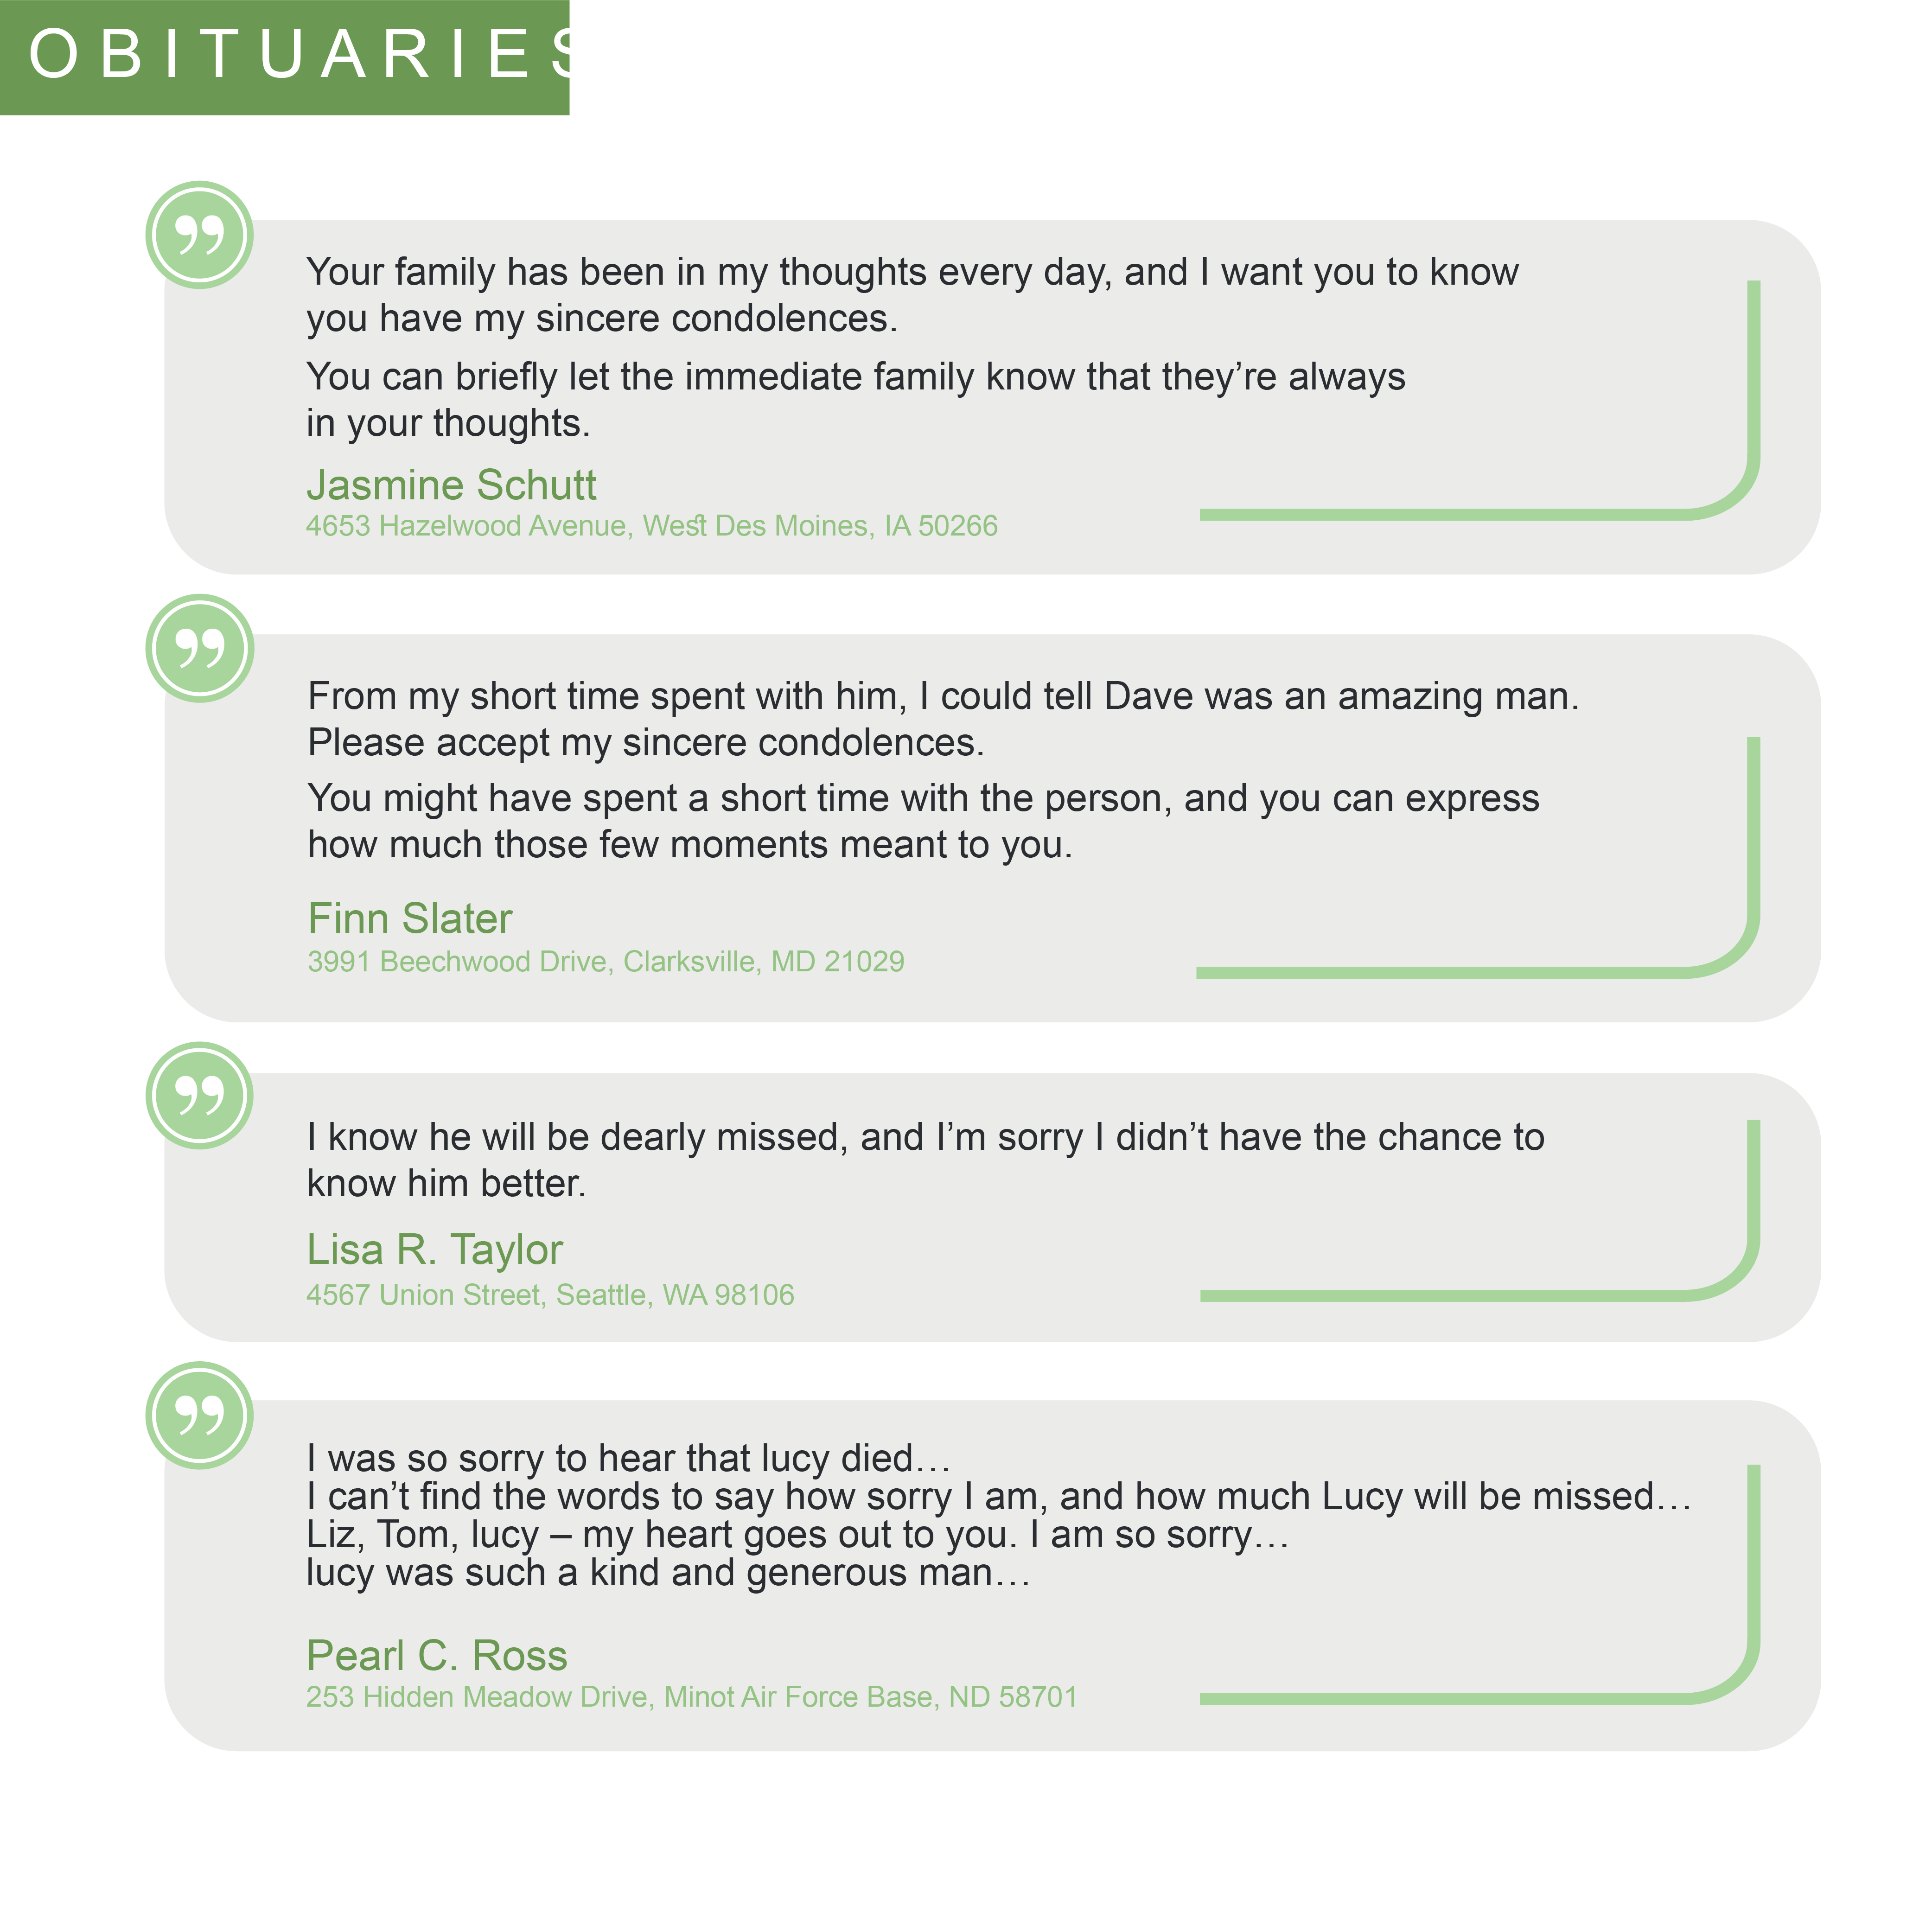 OBITUARIES
Your family has been in my thoughts every day, and I want you to know
you have my sincere condolences.
You can briefly let the immediate family know that they’re always
in your thoughts.
Jasmine Schutt
4653 Hazelwood Avenue, West Des Moines, IA 50266
From my short time spent with him, I could tell Dave was an amazing man.
Please accept my sincere condolences.
You might have spent a short time with the person, and you can express
how much those few moments meant to you.
Finn Slater
3991 Beechwood Drive, Clarksville, MD 21029
I know he will be dearly missed, and I’m sorry I didn’t have the chance to
know him better.
Lisa R. Taylor
4567 Union Street, Seattle, WA 98106
I was so sorry to hear that lucy died…
I can’t find the words to say how sorry I am, and how much Lucy will be missed…
Liz, Tom, lucy – my heart goes out to you. I am so sorry…
lucy was such a kind and generous man…
Pearl C. Ross
253 Hidden Meadow Drive, Minot Air Force Base, ND 58701